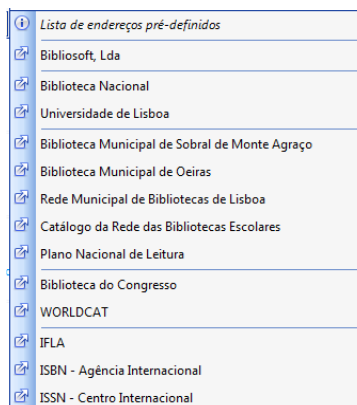 Lista de endereços pré-definidos
Bibliosoft, Lda
Biblioteca Nacional
Universidade de Lisboa
Biblioteca Municipal de Sobral de Monte Agraço
Biblioteca Municipal de Oeiras
Rede Municipal de Bibliotecas de Lisboa
Catálogo da Rede das Bibliotecas Escolares
Plano Nacional de Leitura
Biblioteca do Congresso
WORLDCAT
IFLA
ISBN - Agência Internacional
ISSN - Centro Internacional